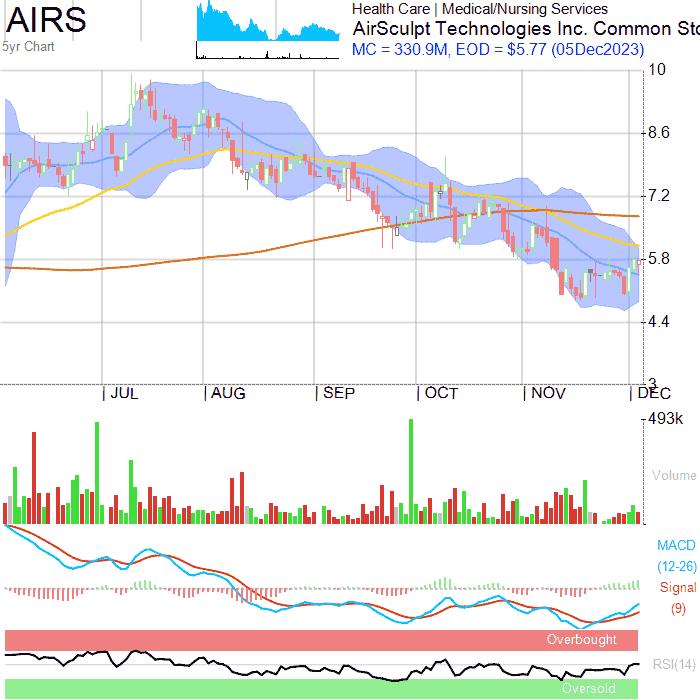 AIRS
5yr Chart
Health Care | Medical/Nursing Services
AirSculpt Technologies Inc. Common Sto
MC = 330.9M, EOD = $5.77 (05Dec2023)
10
8.6
7.2
5.8
4.4
3
JUL
AUG
SEP
OCT
NOV
DEC
493k
Volume
MACD
(12-26)
Signal
(9)
Overbought
RSI(14)
Oversold